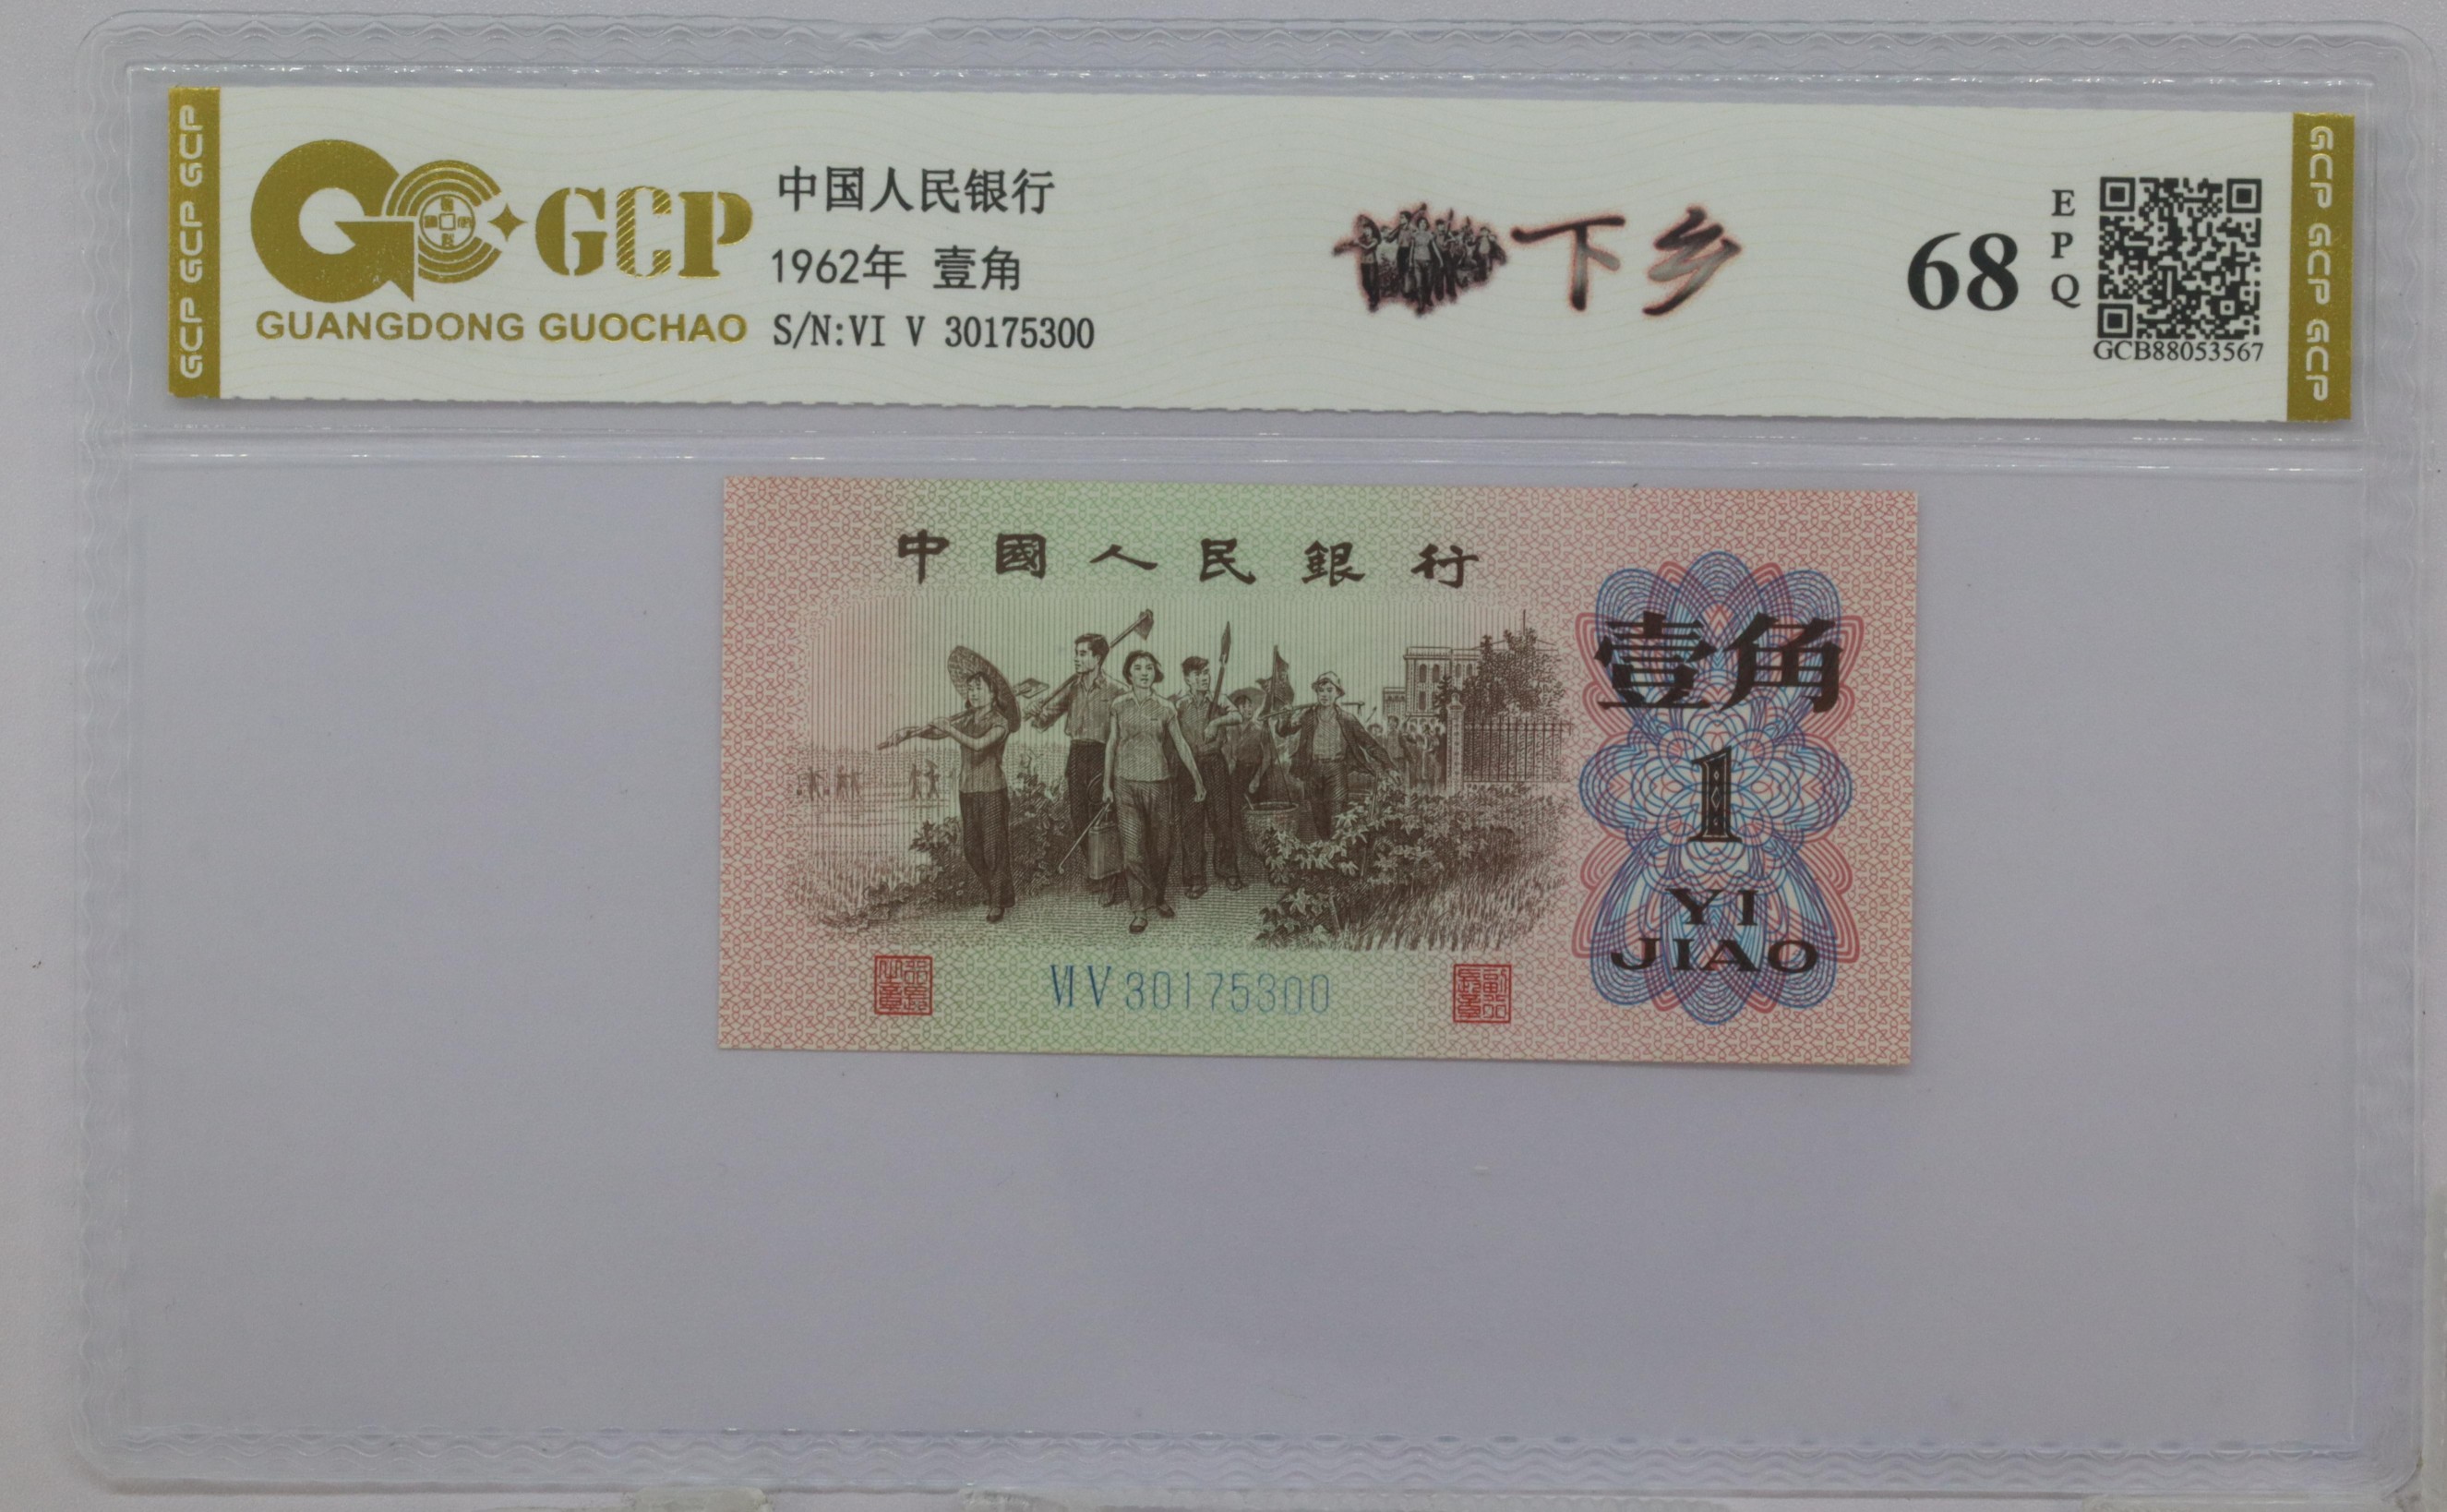 GCP GCP GCP
GCP
GUANGDONG GUOCHAO
中国人民银行
1962年 壹角
S/N:VI V 30175300
下乡
68
E
P
Q
GCB88053567
GCP GCP GCP
中國人民銀行
壹角
1
YI
JIAO
VI V 30175300